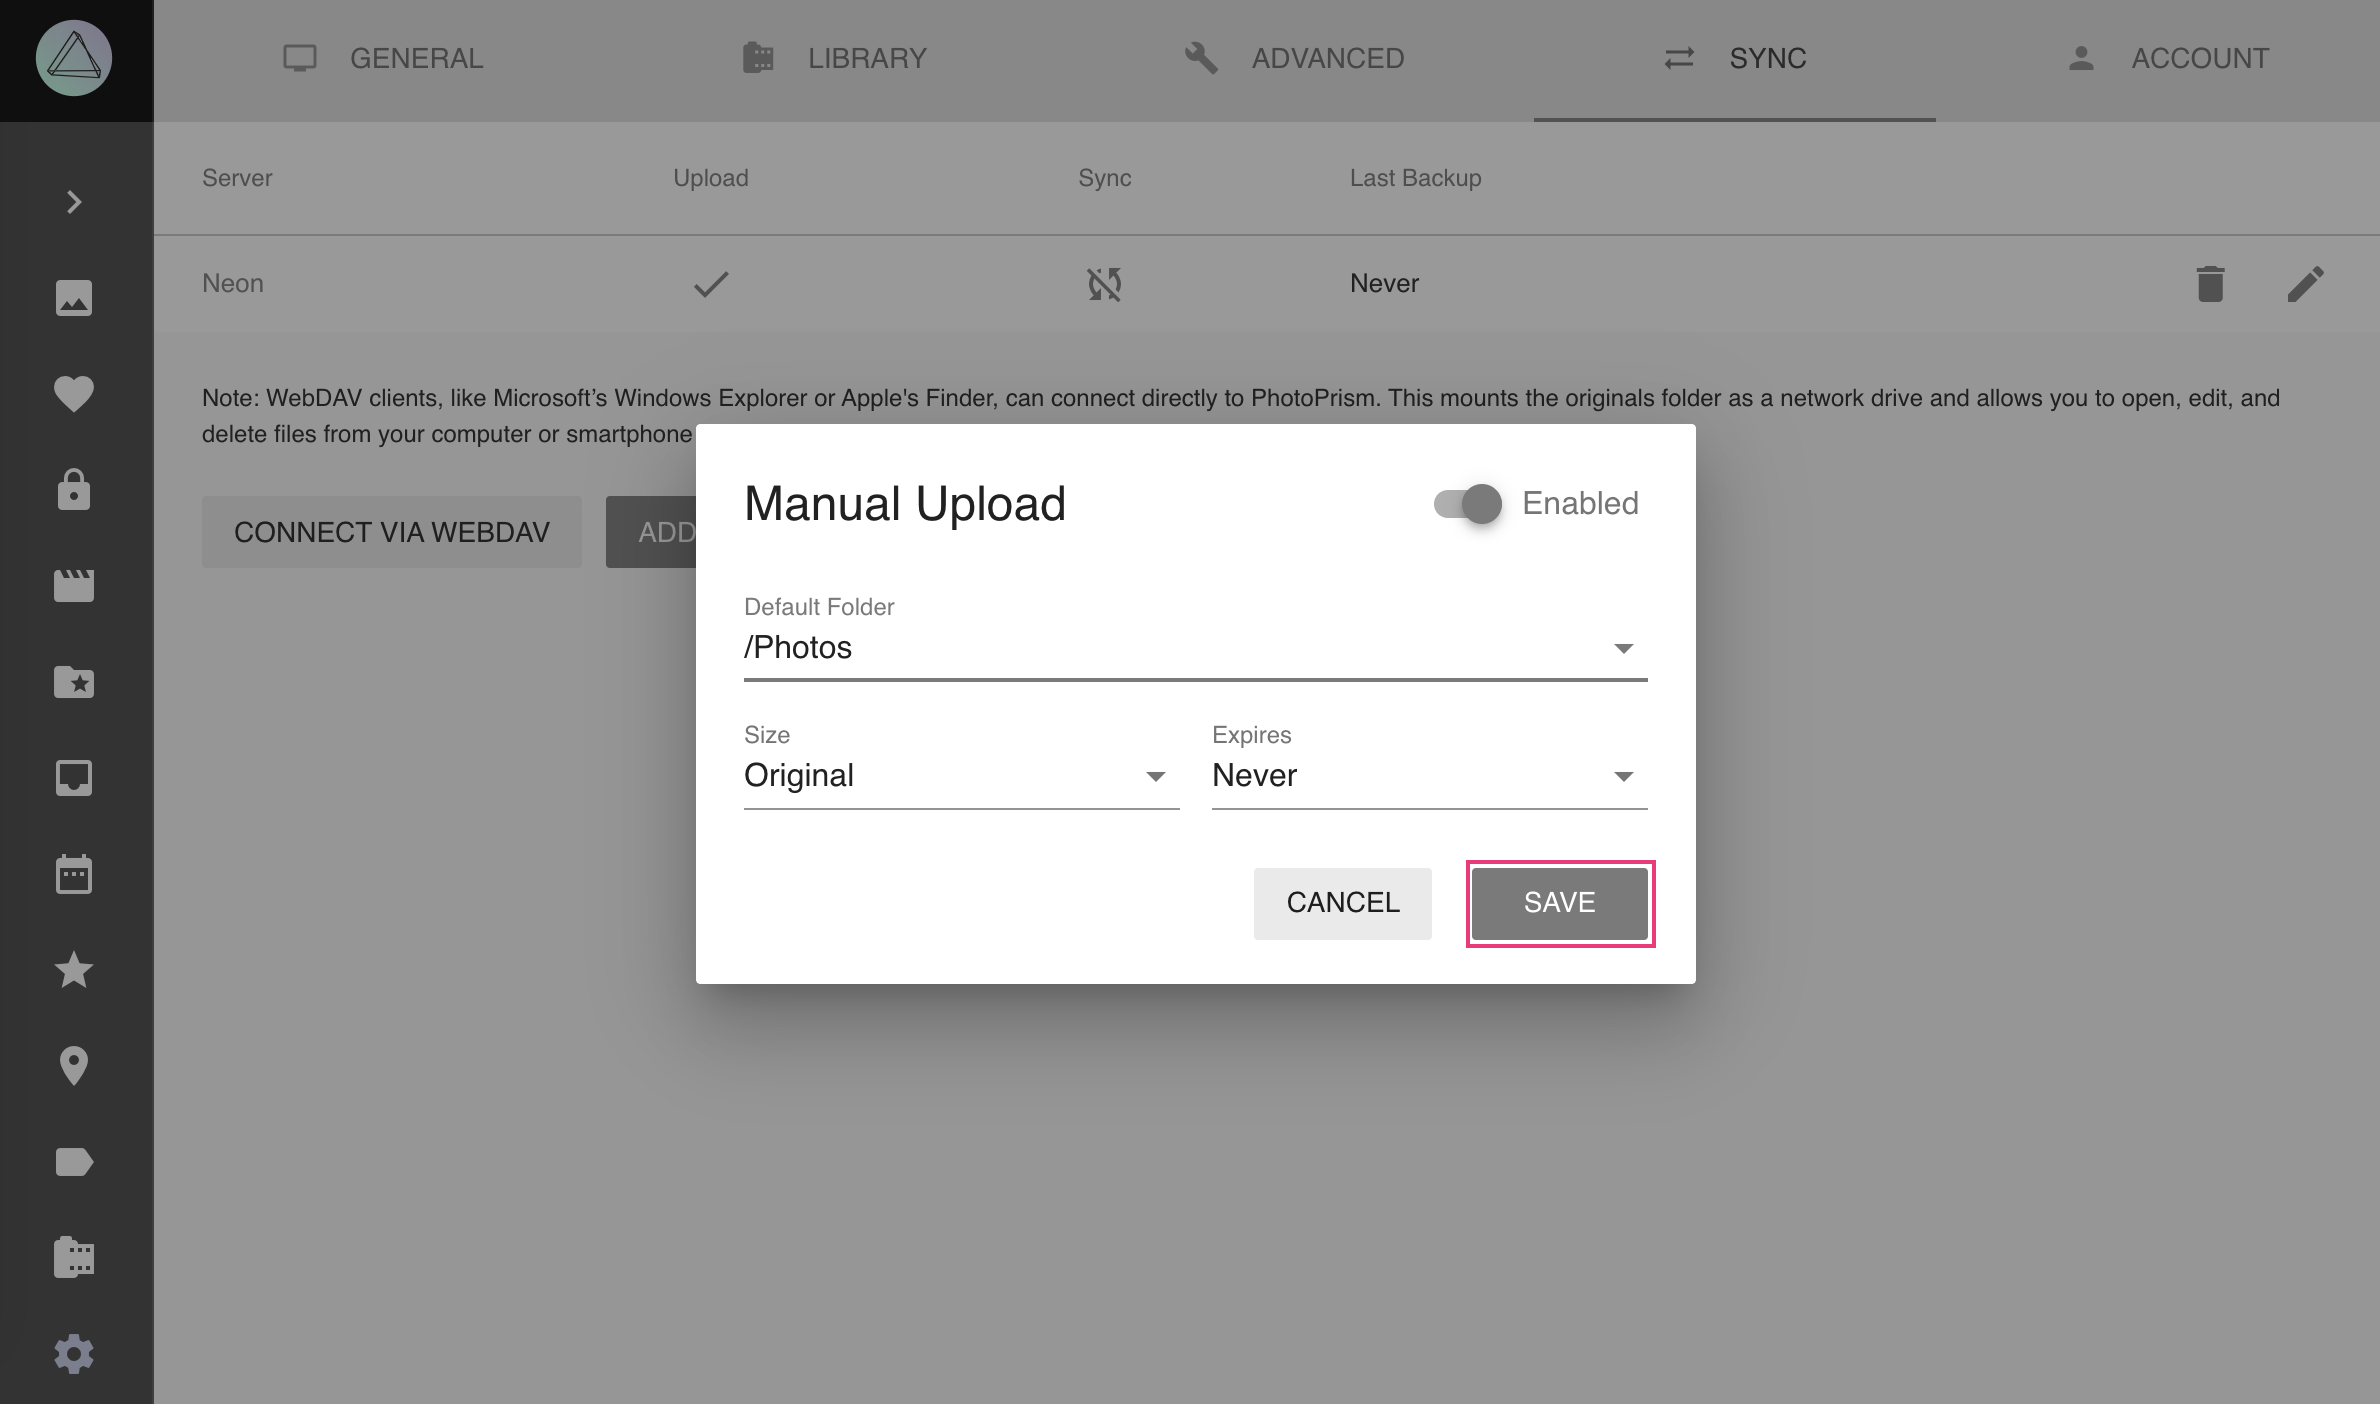 GENERAL
LIBRARY
ADVANCED
SYNC
ACCOUNT
Server
Upload
Sync
Last Backup
Neon
Never
Note: WebDAV clients, like Microsoft’s Windows Explorer or Apple's Finder, can connect directly to PhotoPrism. This mounts the originals folder as a network drive and allows you to open, edit, and
delete files from your computer or smartphone
CONNECT VIA WEBDAV
ADD
Manual Upload
Enabled
Default Folder
/Photos
Size
Expires
Original
Never
CANCEL
SAVE